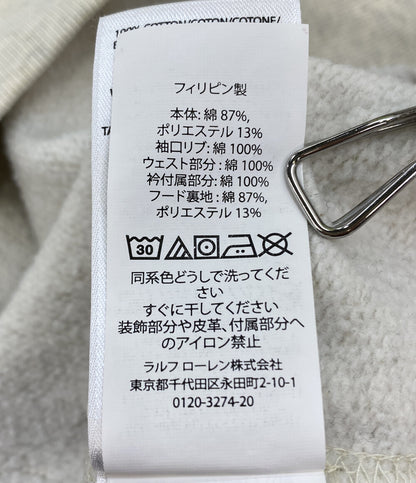 100% COTTON/COTON/COTONE/
フィリピン製
本体: 綿 87%,
ポリエステル 13%
袖口リブ: 綿 100%
ウェスト部分 : 綿 100%
衿付属部分 : 綿 100%
フード裏地 : 綿 87%,
ポリエステル 13%
30
同系色どうしで洗ってくだ
さい
すぐに干してください
装飾部分や皮革、付属部分へ
のアイロン禁止
ラルフ ローレン株式会社
東京都千代田区永田町 2-10-1
0120-3274-20